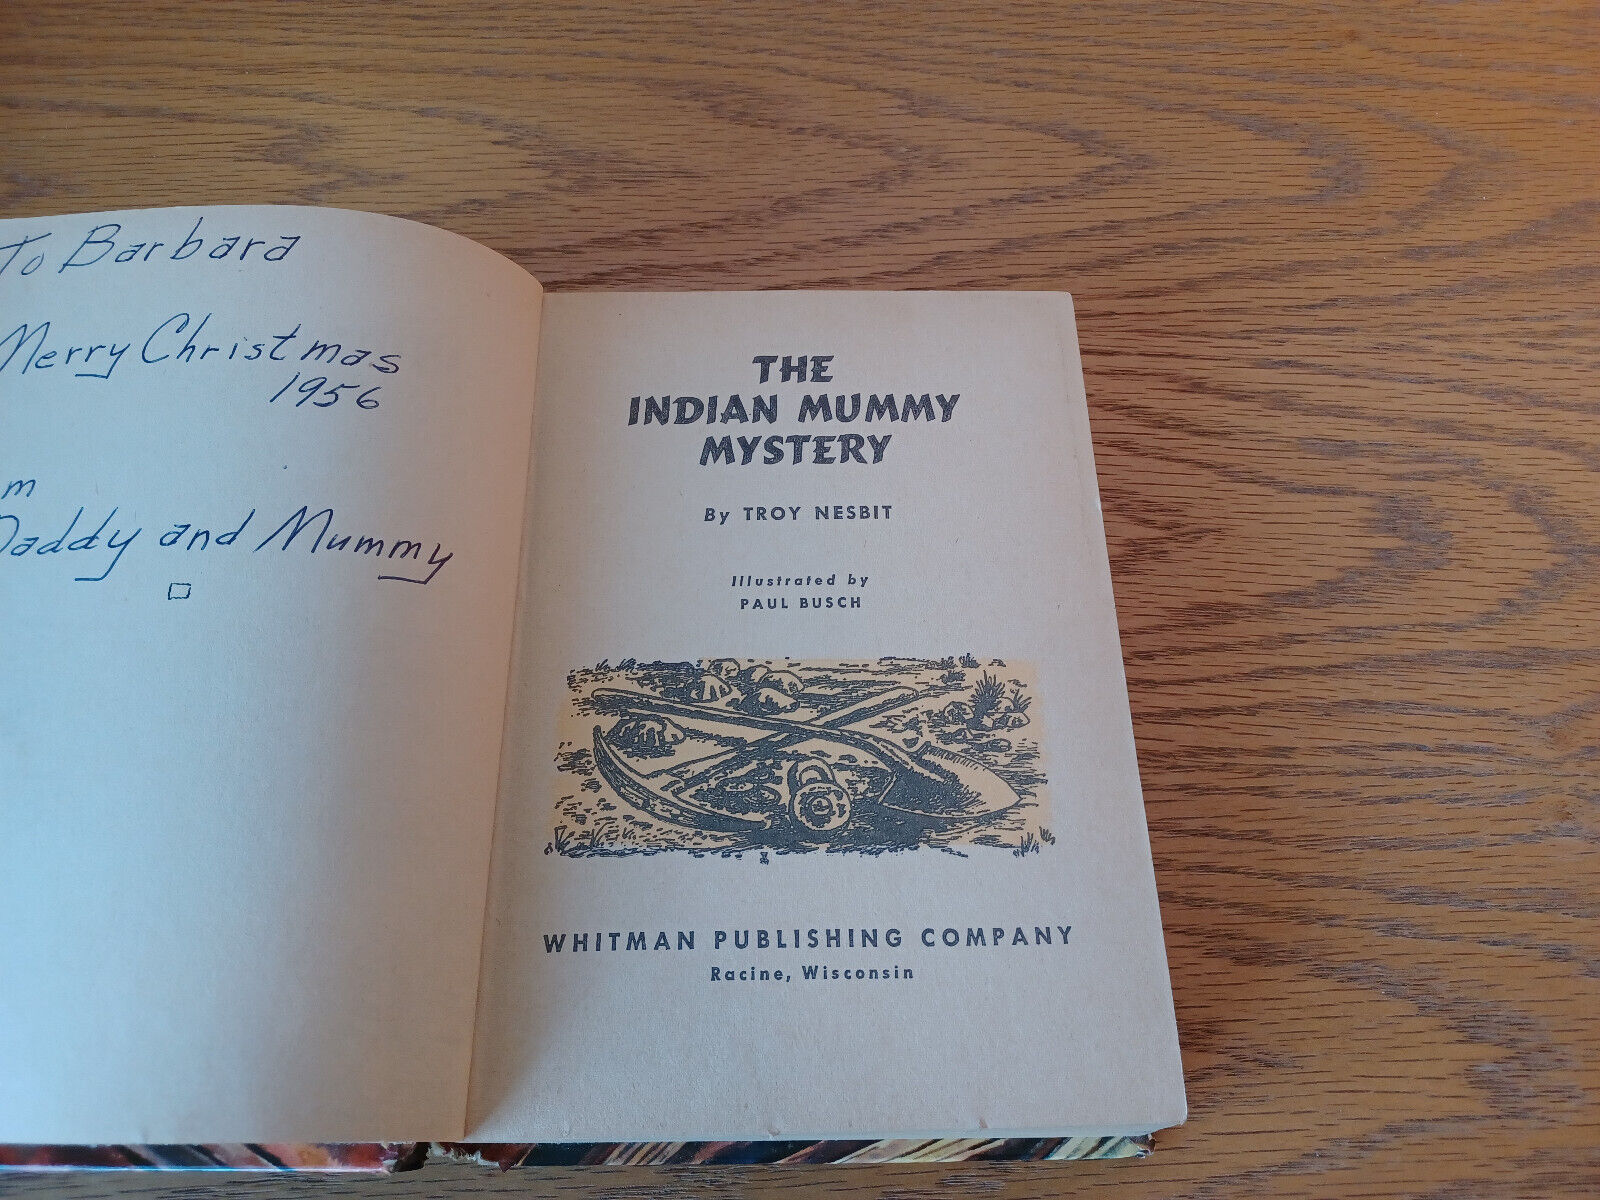 To Barbara
Merry Christmas
1956
m
Daddy and Mummy
THE
INDIAN MUMMY
MYSTERY
By TROY NESBIT
Illustrated by
PAUL BUSCH
WHITMAN PUBLISHING COMPANY
Racine, Wisconsin